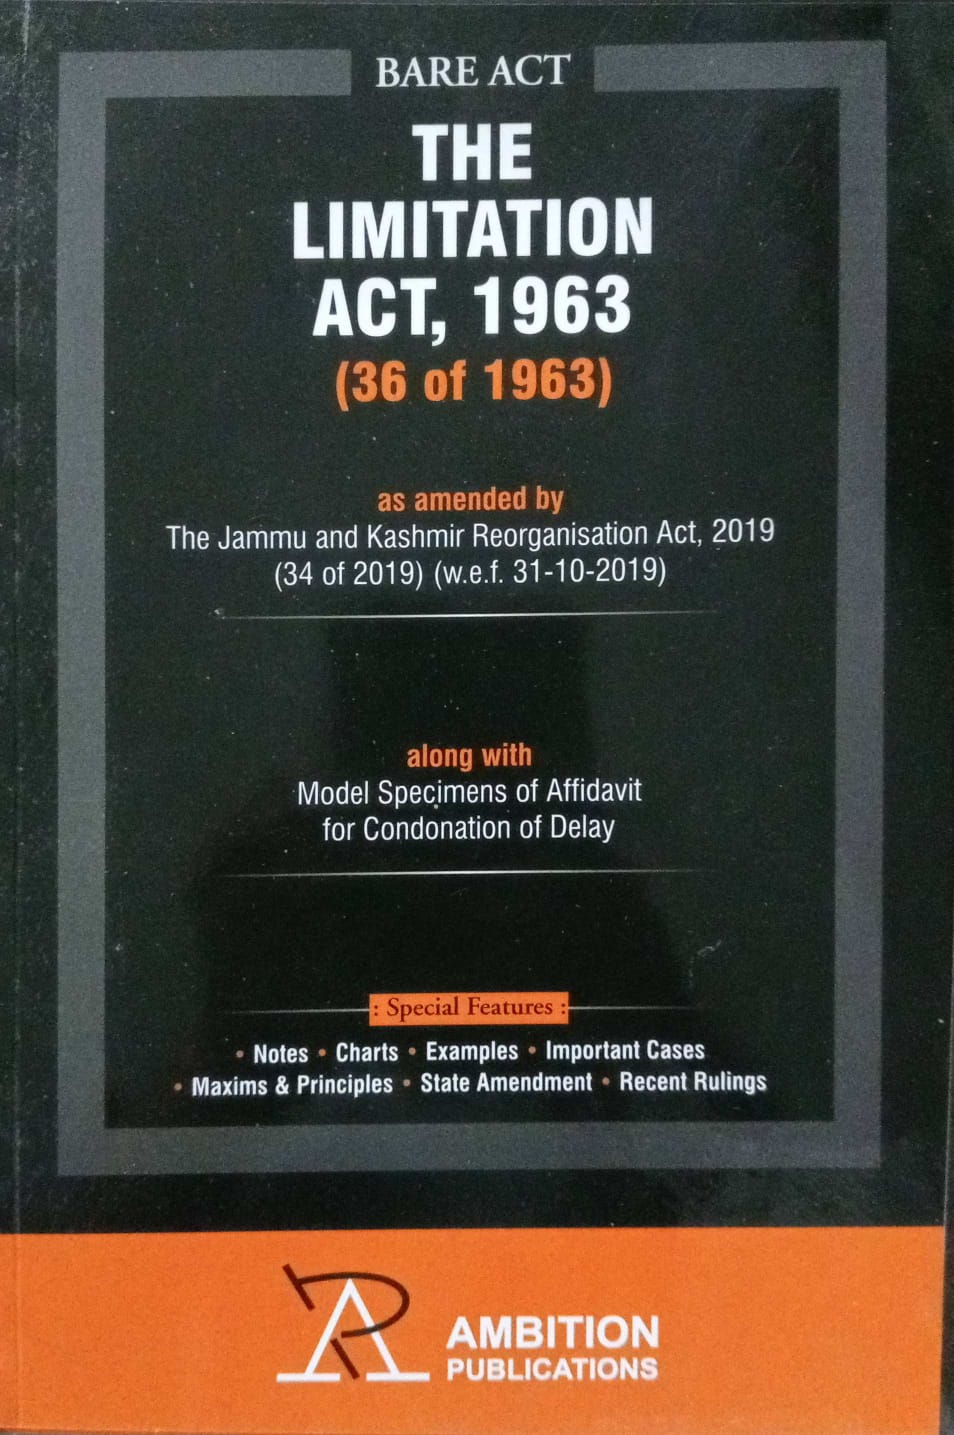 BARE ACT
THE
LIMITATION
ACT, 1963
(36 of 1963)
as amended by
The Jammu and Kashmir Reorganisation Act, 2019
(34 of 2019) (w.e.f. 31-10-2019)
along with
Model Specimens of Affidavit
for Condonation of Delay
: Special Features :
• Notes • Charts • Examples • Important Cases
• Maxims & Principles • State Amendment • Recent Rulings
AMBITION
PUBLICATIONS